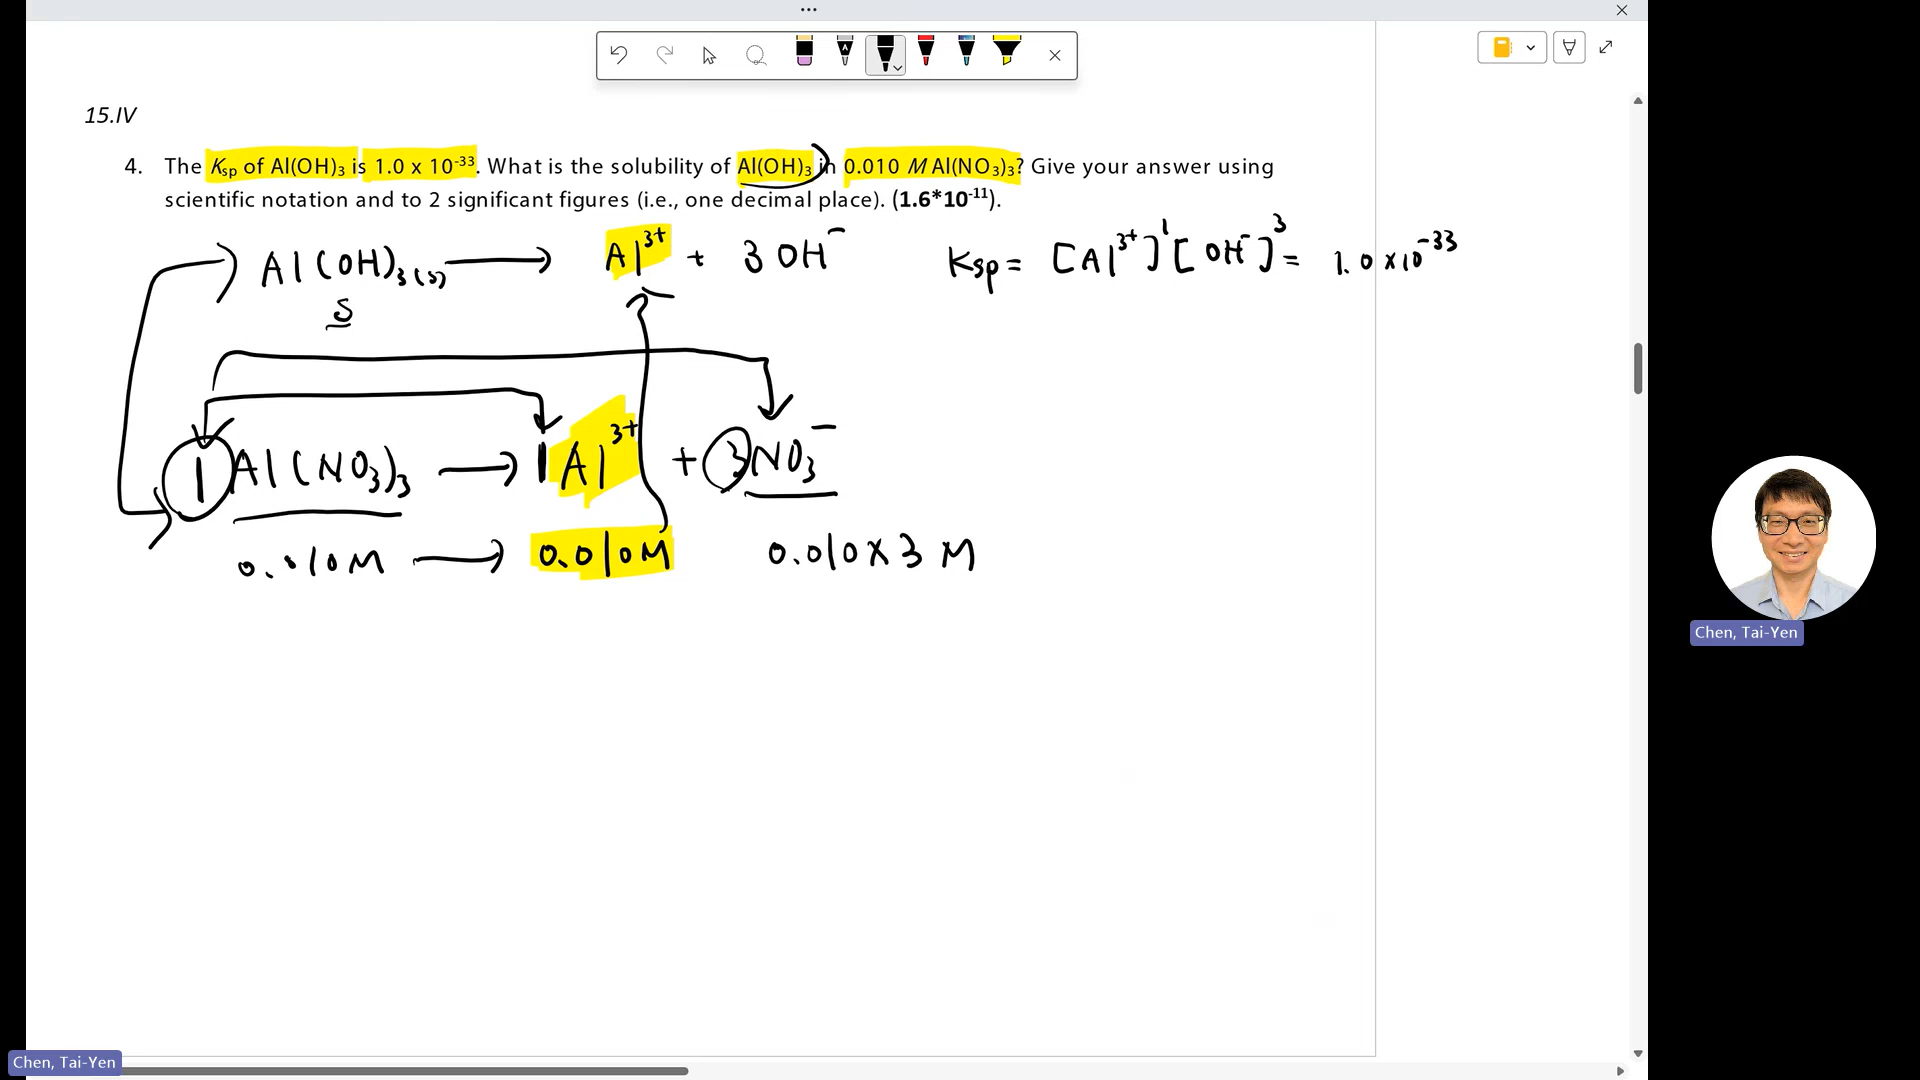 15.IV
4. The Ksp of Al(OH)₃ is 1.0 x 10⁻³³. What is the solubility of Al(OH)₃ in 0.010 M Al(NO₃)₃? Give your answer using
scientific notation and to 2 significant figures (i.e., one decimal place). (1.6*10⁻¹¹).
Al(OH)₃(s) → Al³⁺ + 3 OH⁻ Ksp = [Al³⁺]¹[OH⁻]³ = 1.0 x 10⁻³³
S
1 Al(NO₃)₃ → 1 Al³⁺ + 3 NO₃⁻
0.010 M → 0.010 M 0.010 x 3 M
Chen, Tai-Yen
Chen, Tai-Yen